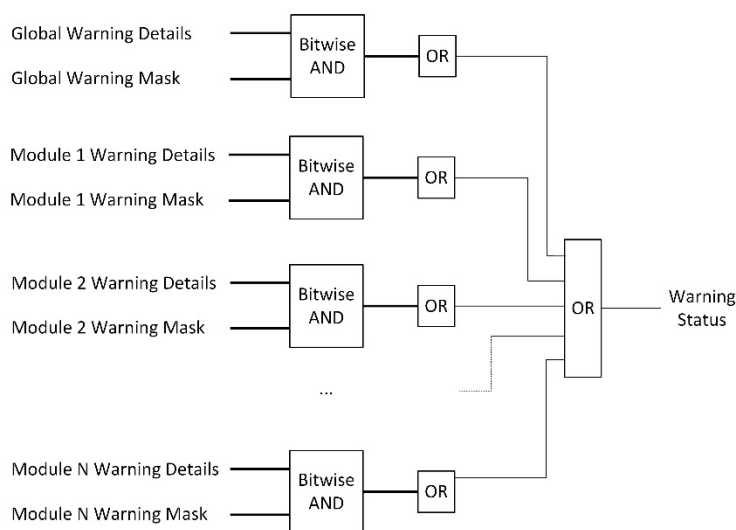 Global Warning Details
Global Warning Mask
Bitwise
AND
OR
Module 1 Warning Details
Module 1 Warning Mask
Bitwise
AND
OR
Module 2 Warning Details
Module 2 Warning Mask
Bitwise
AND
OR
OR
Warning
Status
...
Module N Warning Details
Module N Warning Mask
Bitwise
AND
OR